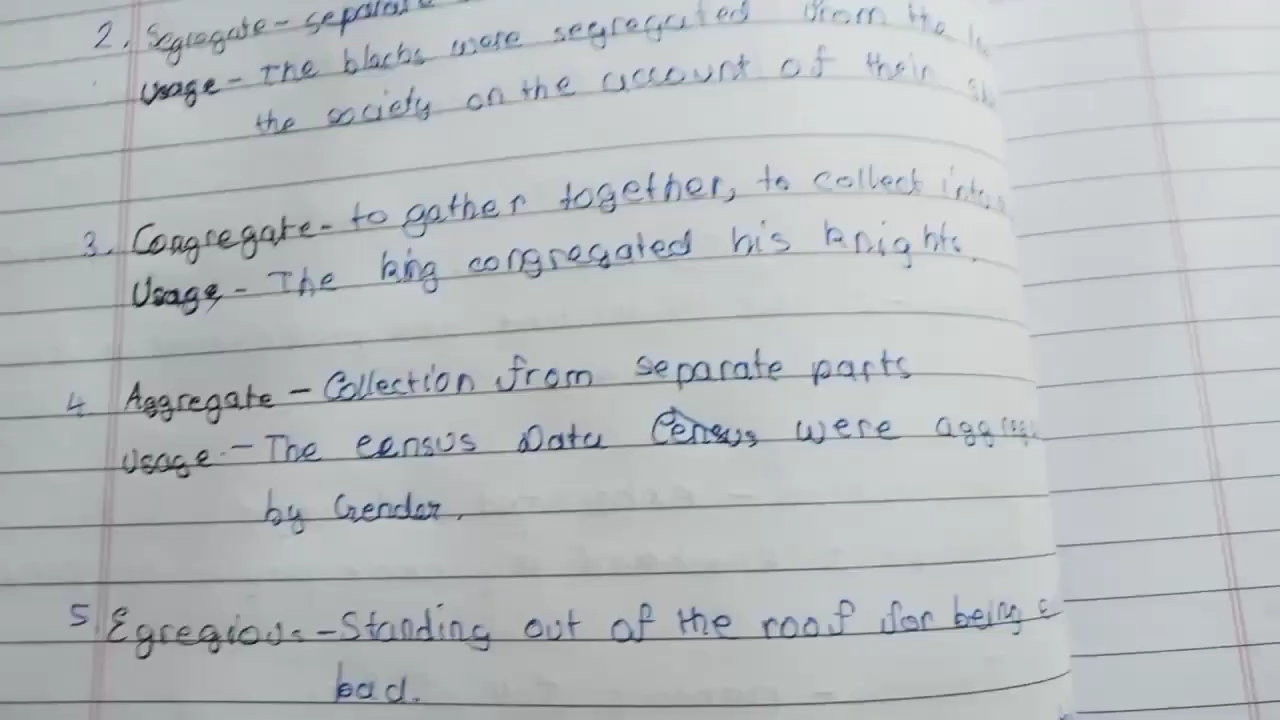 2. Segregate -
Usage - The blacks were segregated from the
the society on the account of their
3. Congregate - to gather together, to collect
Usage - The king congregated his knights.
4 Aggregate - Collection from separate parts
Usage - The census Data Census were
by Gender.
5 Egregious - Standing out of the roof for being
bad.